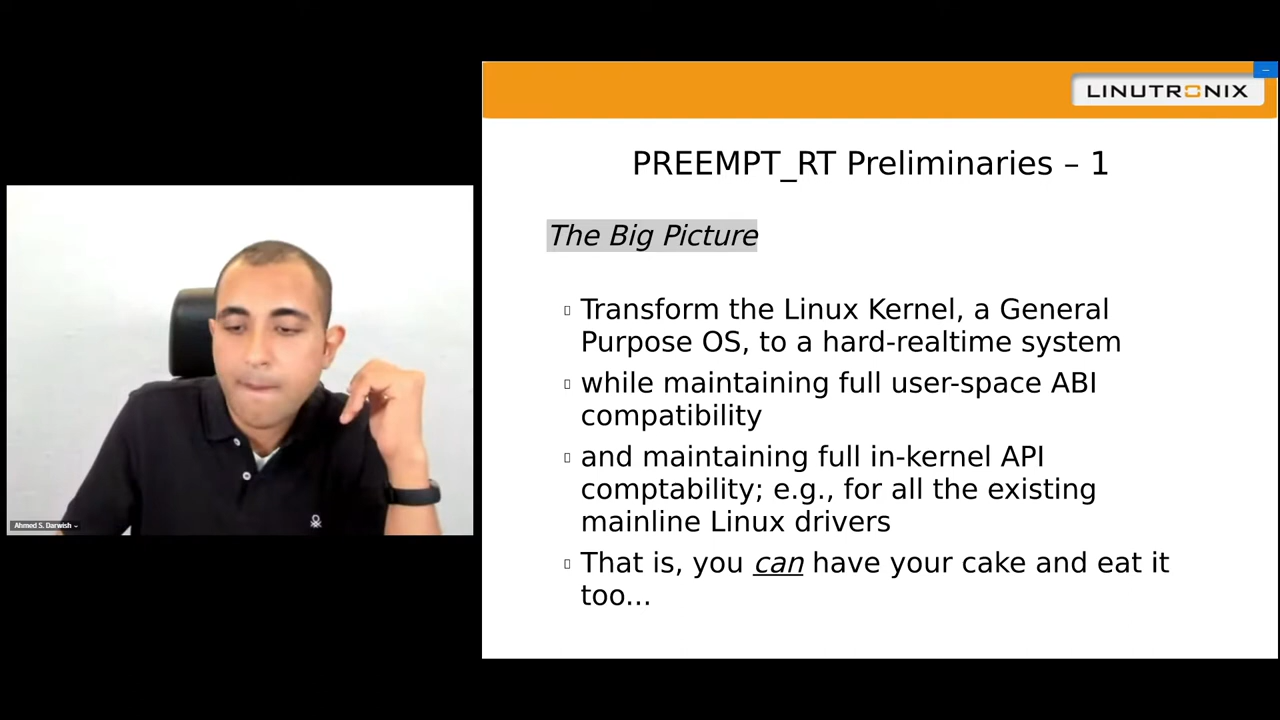 LINUTRONIX
PREEMPT_RT Preliminaries – 1
The Big Picture
Transform the Linux Kernel, a General
Purpose OS, to a hard-realtime system
while maintaining full user-space ABI
compatibility
and maintaining full in-kernel API
comptability; e.g., for all the existing
mainline Linux drivers
That is, you can have your cake and eat it
too...
Ahmed S. Darwish